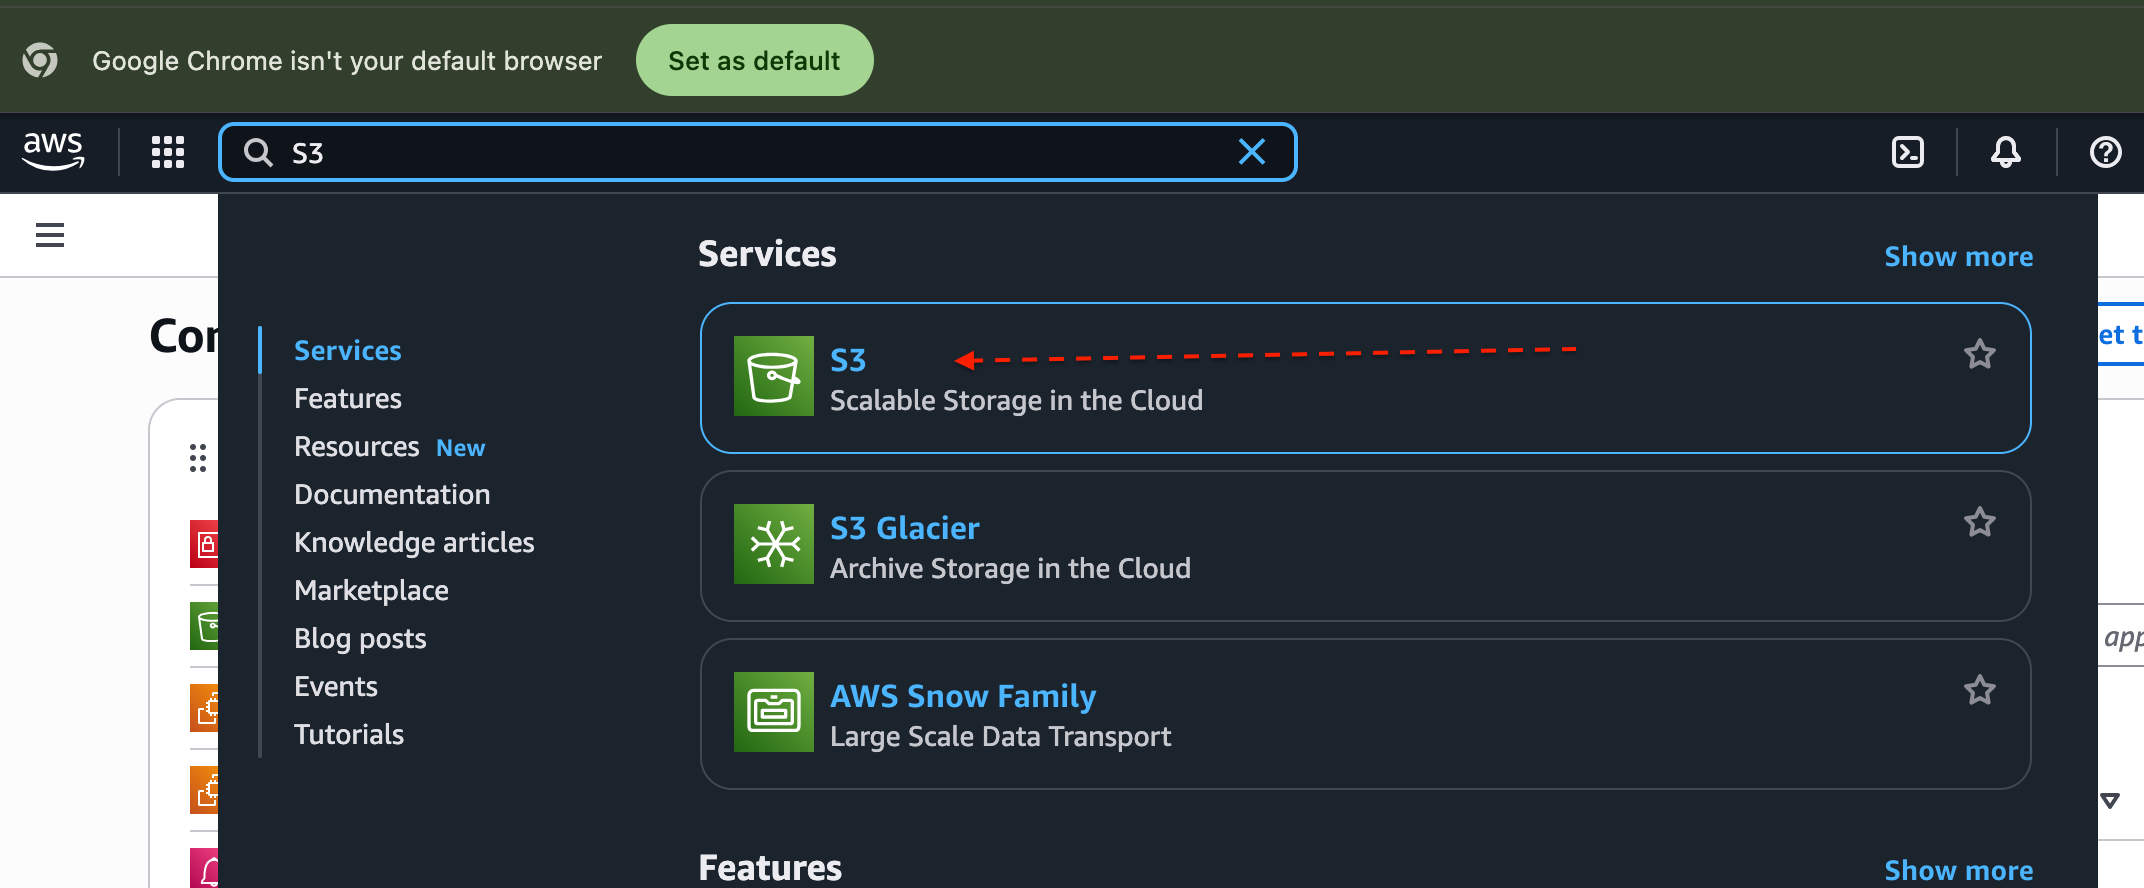 Google Chrome isn't your default browser
Set as default
aws
S3
Services
Show more
Con
Services
Features
Resources New
Documentation
Knowledge articles
Marketplace
Blog posts
Events
Tutorials
S3
Scalable Storage in the Cloud
S3 Glacier
Archive Storage in the Cloud
AWS Snow Family
Large Scale Data Transport
et t
app
Features
Show more